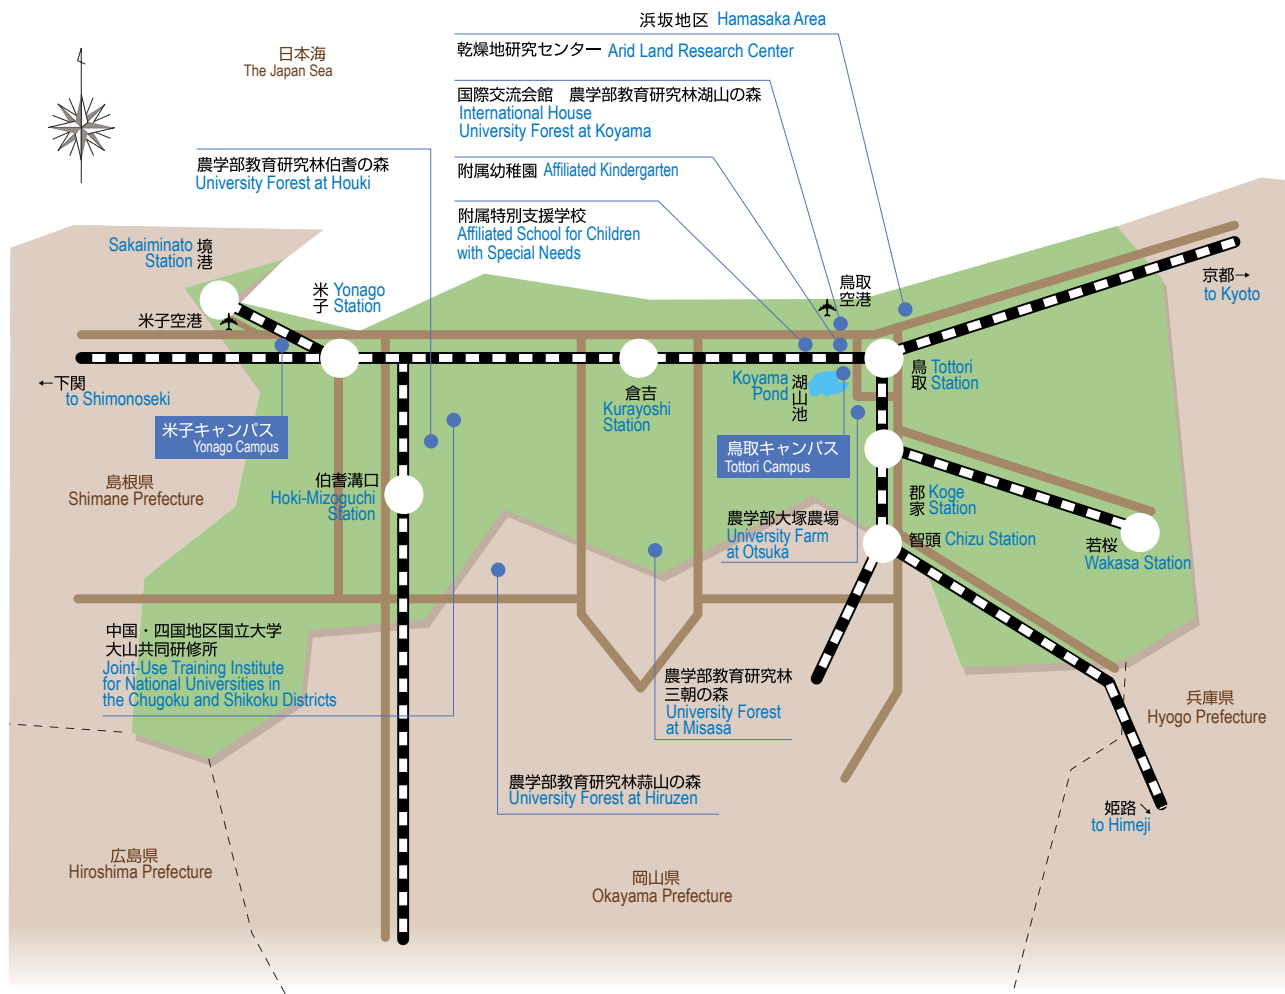 浜坂地区 Hamasaka Area
日本海
The Japan Sea
乾燥地研究センター Arid Land Research Center
国際交流会館　農学部教育研究林湖山の森
International House
University Forest at Koyama
農学部教育研究林伯耆の森
University Forest at Houki
附属幼稚園 Affiliated Kindergarten
附属特別支援学校
Affiliated School for Children
with Special Needs
Sakaiminato
Station
境港
米子
Yonago
Station
米子空港
鳥取
空港
京都→
to Kyoto
←下関
to Shimonoseki
倉吉
Kurayoshi
Station
Koyama
Pond
湖山池
鳥取
Tottori
Station
米子キャンパス
Yonago Campus
鳥取キャンパス
Tottori Campus
島根県
Shimane Prefecture
伯耆溝口
Hoki-Mizoguchi
Station
農学部大塚農場
University Farm
at Otsuka
郡家
Koge
Station
智頭 Chizu Station
若桜
Wakasa Station
中国・四国地区国立大学
大山共同研修所
Joint-Use Training Institute
for National Universities in
the Chugoku and Shikoku Districts
農学部教育研究林
三朝の森
University Forest
at Misasa
兵庫県
Hyogo Prefecture
農学部教育研究林蒜山の森
University Forest at Hiruzen
姫路↘
to Himeji
広島県
Hiroshima Prefecture
岡山県
Okayama Prefecture